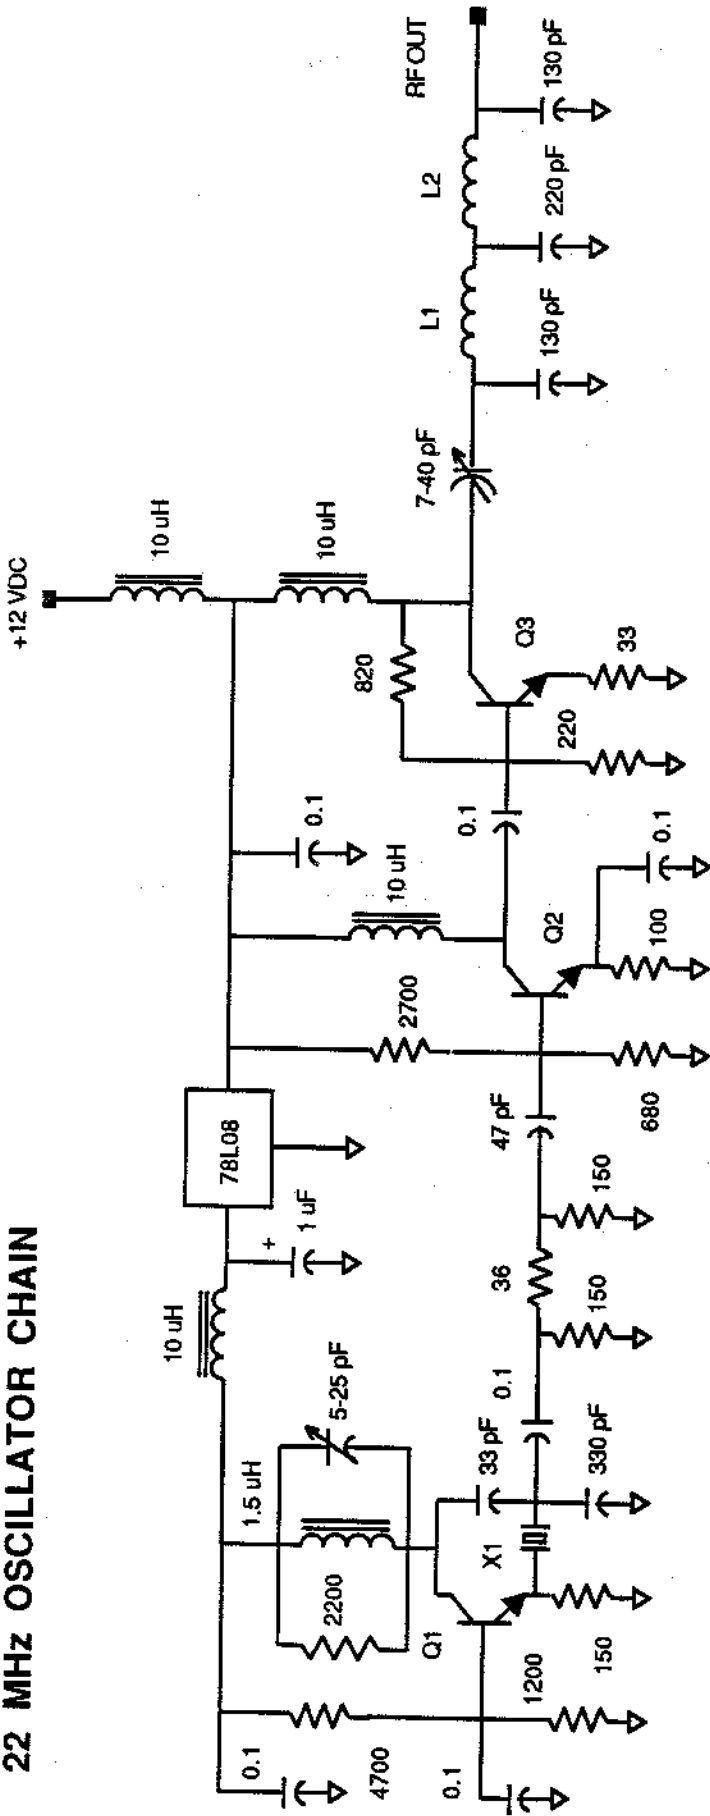 22 MHz OSCILLATOR CHAIN
+12 VDC
10 uH
10 uH
10 uH
78L08
+
1 uF
0.1
1.5 uH
5-25 pF
2200
0.1
4700
10 uH
820
RF OUT
L1
L2
7-40 pF
130 pF
220 pF
130 pF
Q1
X1
33 pF
330 pF
0.1
36
47 pF
2700
Q2
0.1
Q3
0.1
1200
150
150
150
680
100
0.1
220
33